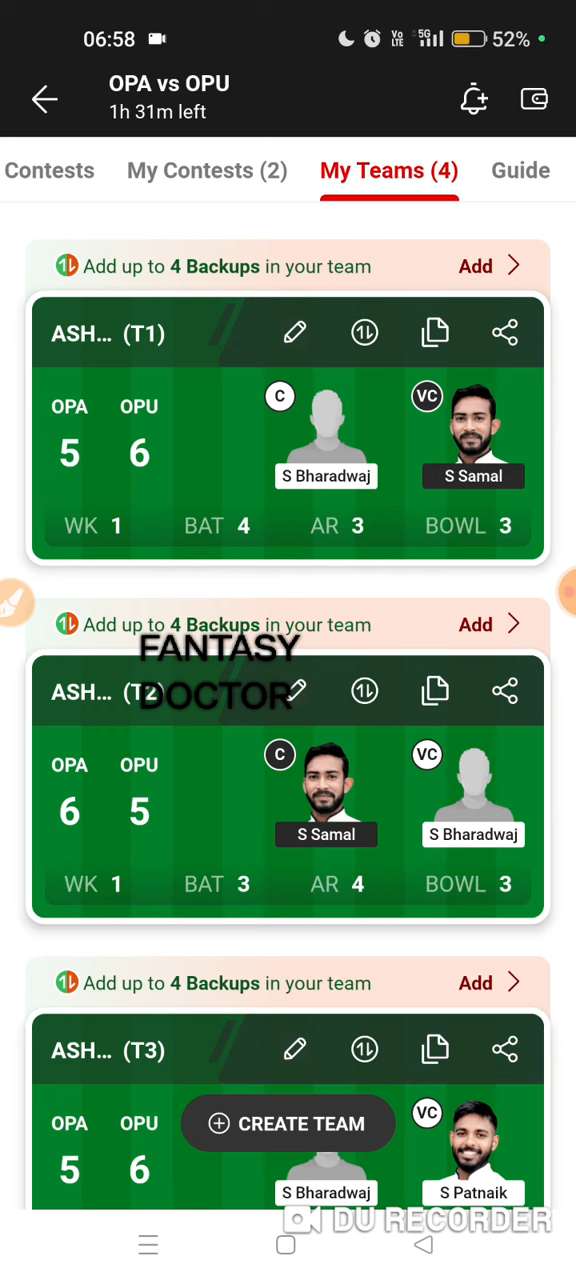 06:58
Vo LTE 5G 52%
OPA vs OPU
1h 31m left
Contests My Contests (2) My Teams (4) Guide
Add up to 4 Backups in your team Add
ASH... (T1)
C VC
OPA OPU
5 6
S Bharadwaj S Samal
WK 1 BAT 4 AR 3 BOWL 3
Add up to 4 Backups in your team Add
FANTASY
ASH... (T2)
DOCTOR
C VC
OPA OPU
6 5
S Samal S Bharadwaj
WK 1 BAT 3 AR 4 BOWL 3
Add up to 4 Backups in your team Add
ASH... (T3)
VC
OPA OPU
CREATE TEAM
5 6
S Bharadwaj S Patnaik
DU RECORDER